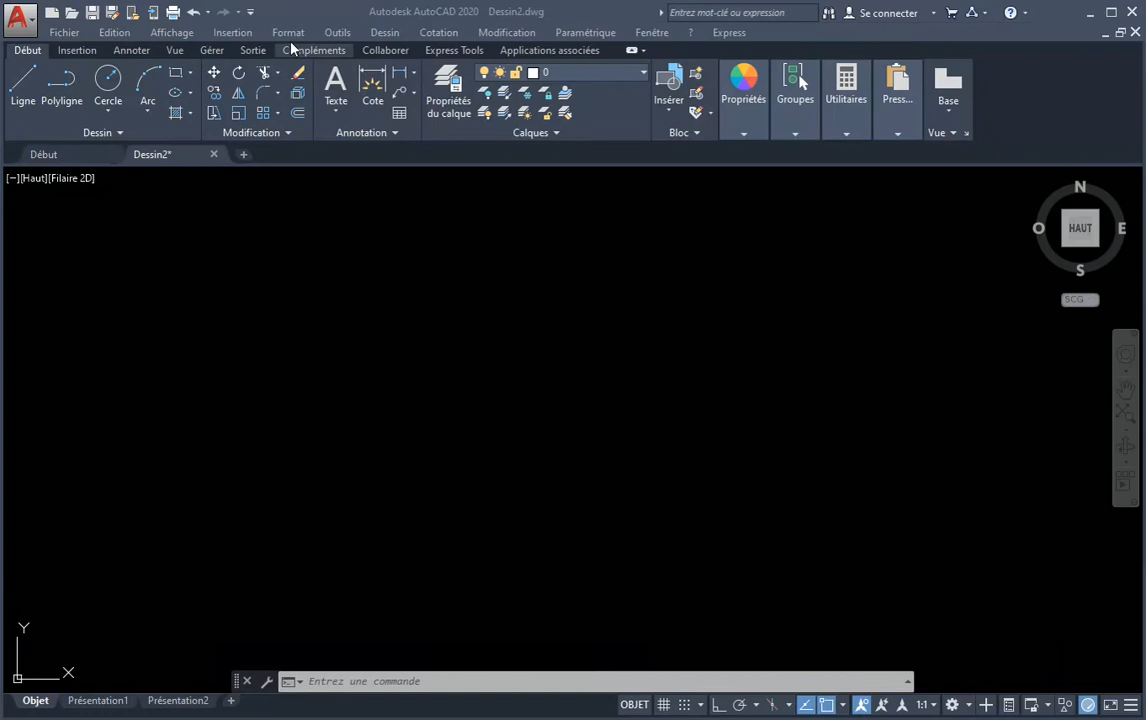 Autodesk AutoCAD 2020 Dessin2.dwg Entrez mot-clé ou expression Se connecter
Fichier Edition Affichage Insertion Format Outils Dessin Cotation Modification Paramétrique Fenêtre ? Express
Début Insertion Annoter Vue Gérer Sortie Compléments Collaborer Express Tools Applications associées
0
Ligne Polyligne Cercle Arc Texte Cote Propriétés du calque Insérer Propriétés Groupes Utilitaires Press... Base
Dessin Modification Annotation Calques Bloc Vue
Début Dessin2*
[−][Haut][Filaire 2D]
N
O HAUT E
S
SCG
Y
X
Entrez une commande
Objet Présentation1 Présentation2 OBJET 1:1